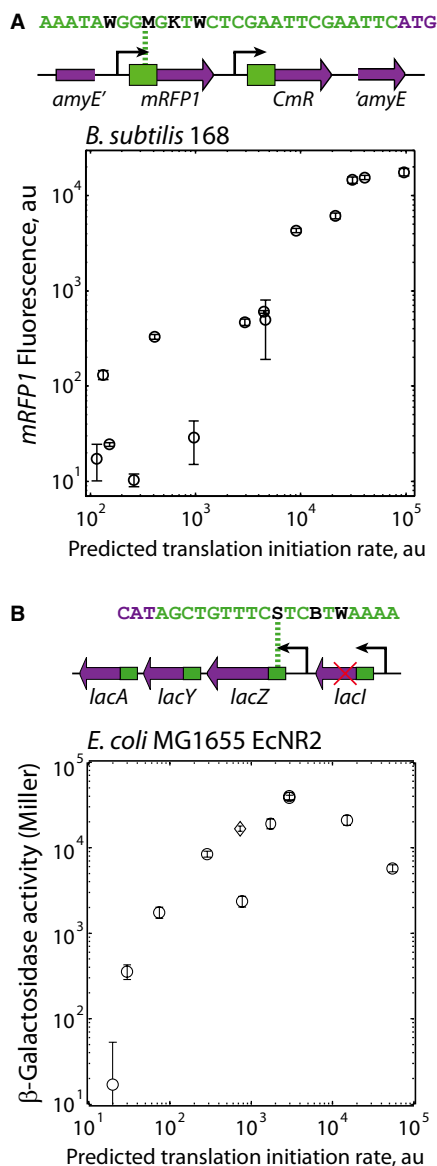 A
AAATAWGGMGKTWCTCGAATTCGAATTCATG
amyE' mRFP1 CmR 'amyE
B. subtilis 168
mRFP1 Fluorescence, au
10^4
10^3
10^2
10^1
10^2 10^3 10^4 10^5
Predicted translation initiation rate, au
B
CATAGCTGTTTCSTCBTWAAAA
lacA lacY lacZ lacI
E. coli MG1655 EcNR2
β-Galactosidase activity (Miller)
10^5
10^4
10^3
10^2
10^1
10^1 10^2 10^3 10^4 10^5
Predicted translation initiation rate, au